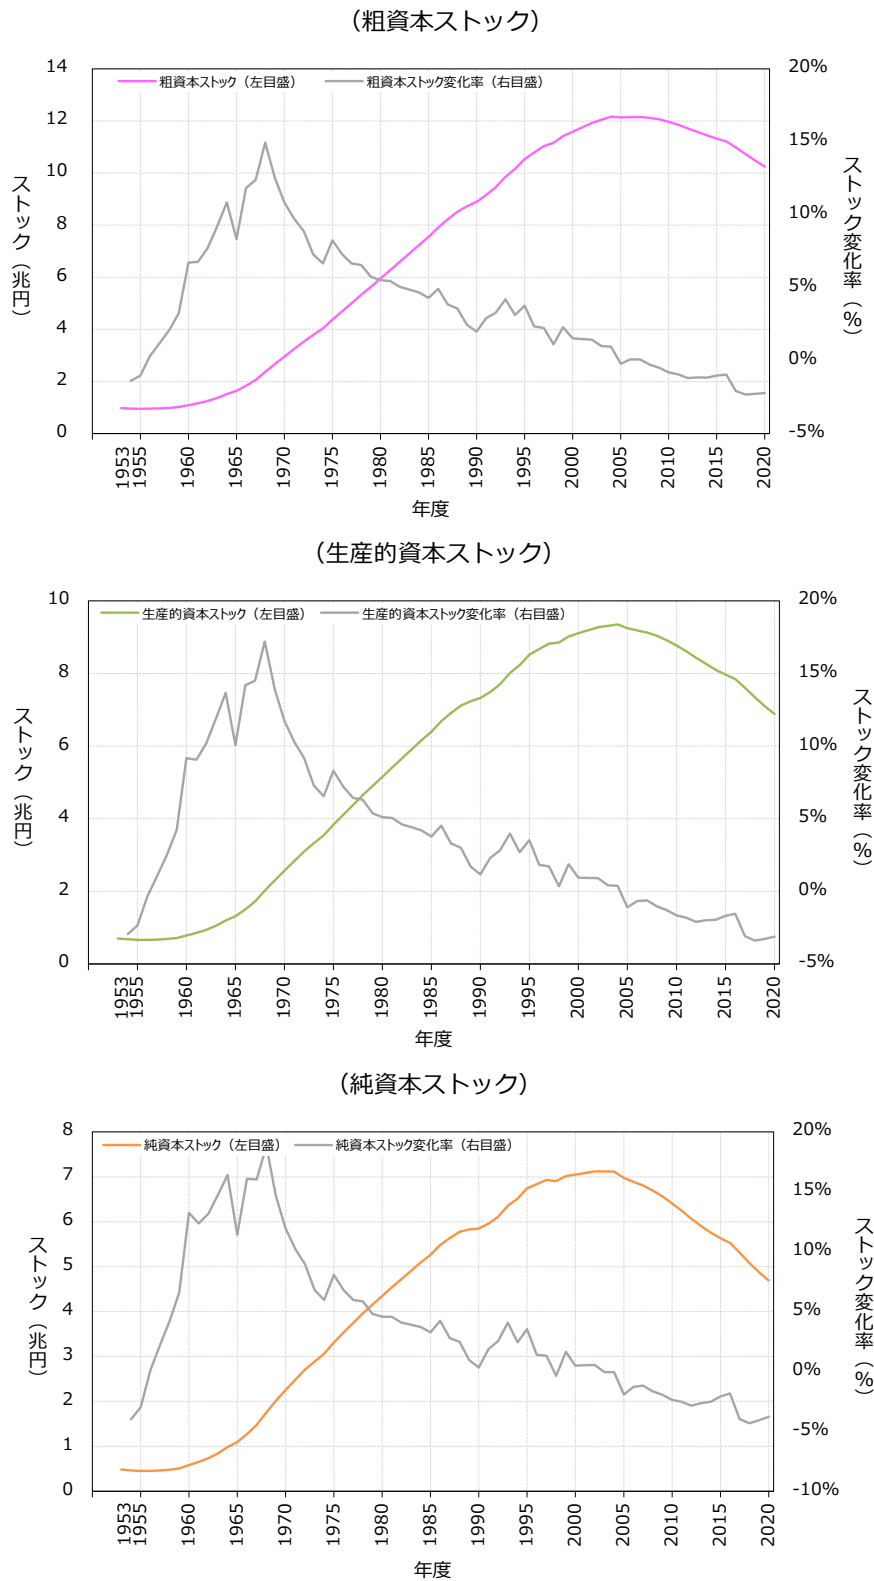 （粗資本ストック）
粗資本ストック（左目盛）
粗資本ストック変化率（右目盛）
14
12
10
8
6
4
2
0
20%
15%
10%
5%
0%
-5%
ストック（兆円）
ストック変化率（%）
1953 1955 1960 1965 1970 1975 1980 1985 1990 1995 2000 2005 2010 2015 2020
年度
（生産的資本ストック）
生産的資本ストック（左目盛）
生産的資本ストック変化率（右目盛）
10
8
6
4
2
0
20%
15%
10%
5%
0%
-5%
ストック（兆円）
ストック変化率（%）
1953 1955 1960 1965 1970 1975 1980 1985 1990 1995 2000 2005 2010 2015 2020
年度
（純資本ストック）
純資本ストック（左目盛）
純資本ストック変化率（右目盛）
8
7
6
5
4
3
2
1
0
20%
15%
10%
5%
0%
-5%
-10%
ストック（兆円）
ストック変化率（%）
1953 1955 1960 1965 1970 1975 1980 1985 1990 1995 2000 2005 2010 2015 2020
年度